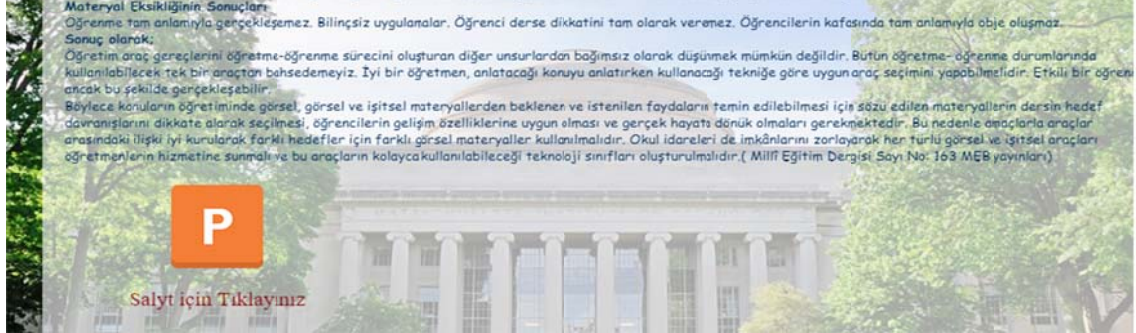 Materyal Eksikliğinin Sonuçları
Öğrenme tam anlamıyla gerçekleşemez. Bilinçsiz uygulamalar. Öğrenci derse dikkatini tam olarak veremez. Öğrencilerin kafasında tam anlamıyla obje oluşmaz.
Sonuç olarak;
Öğretim araç gereçlerini öğretme-öğrenme sürecini oluşturan diğer unsurlardan bağımsız olarak düşünmek mümkün değildir. Bütün öğretme- öğrenme durumlarında
kullanılabilecek tek bir araçtan bahsedemeyiz. İyi bir öğretmen, anlatacağı konuyu anlatırken kullanacağı tekniğe göre uygun araç seçimini yapabilmelidir. Etkili bir öğreni
ancak bu şekilde gerçekleşebilir.
Böylece konuların öğretiminde görsel, görsel ve işitsel materyallerden beklenen ve istenilen faydaların temin edilebilmesi için sözü edilen materyallerin dersin hedef
davranışlarını dikkate alarak seçilmesi, öğrencilerin gelişim özelliklerine uygun olması ve gerçek hayata dönük olmaları gerekmektedir. Bu nedenle amaçlarla araçlar
arasındaki ilişki iyi kurularak farklı hedefler için farklı görsel materyaller kullanılmalıdır. Okul idareleri de imkânlarını zorlayarak her türlü görsel ve işitsel araçları
öğretmenlerin hizmetine sunmalı ve bu araçların kolayca kullanılabileceği teknoloji sınıfları oluşturulmalıdır.( Millî Eğitim Dergisi Sayı No: 163 MEB yayınları)
P
Salyt için Tıklayınız